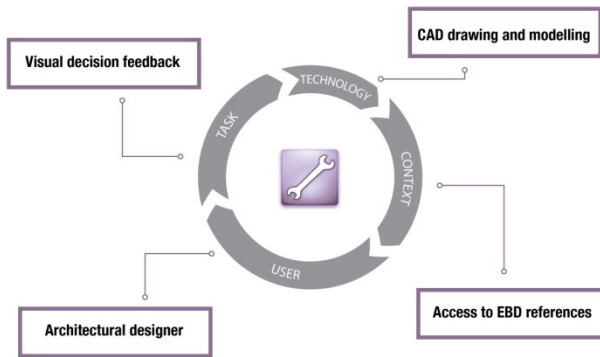 CAD drawing and modelling
Visual decision feedback
TECHNOLOGY
TASK
CONTEXT
USER
Access to EBD references
Architectural designer